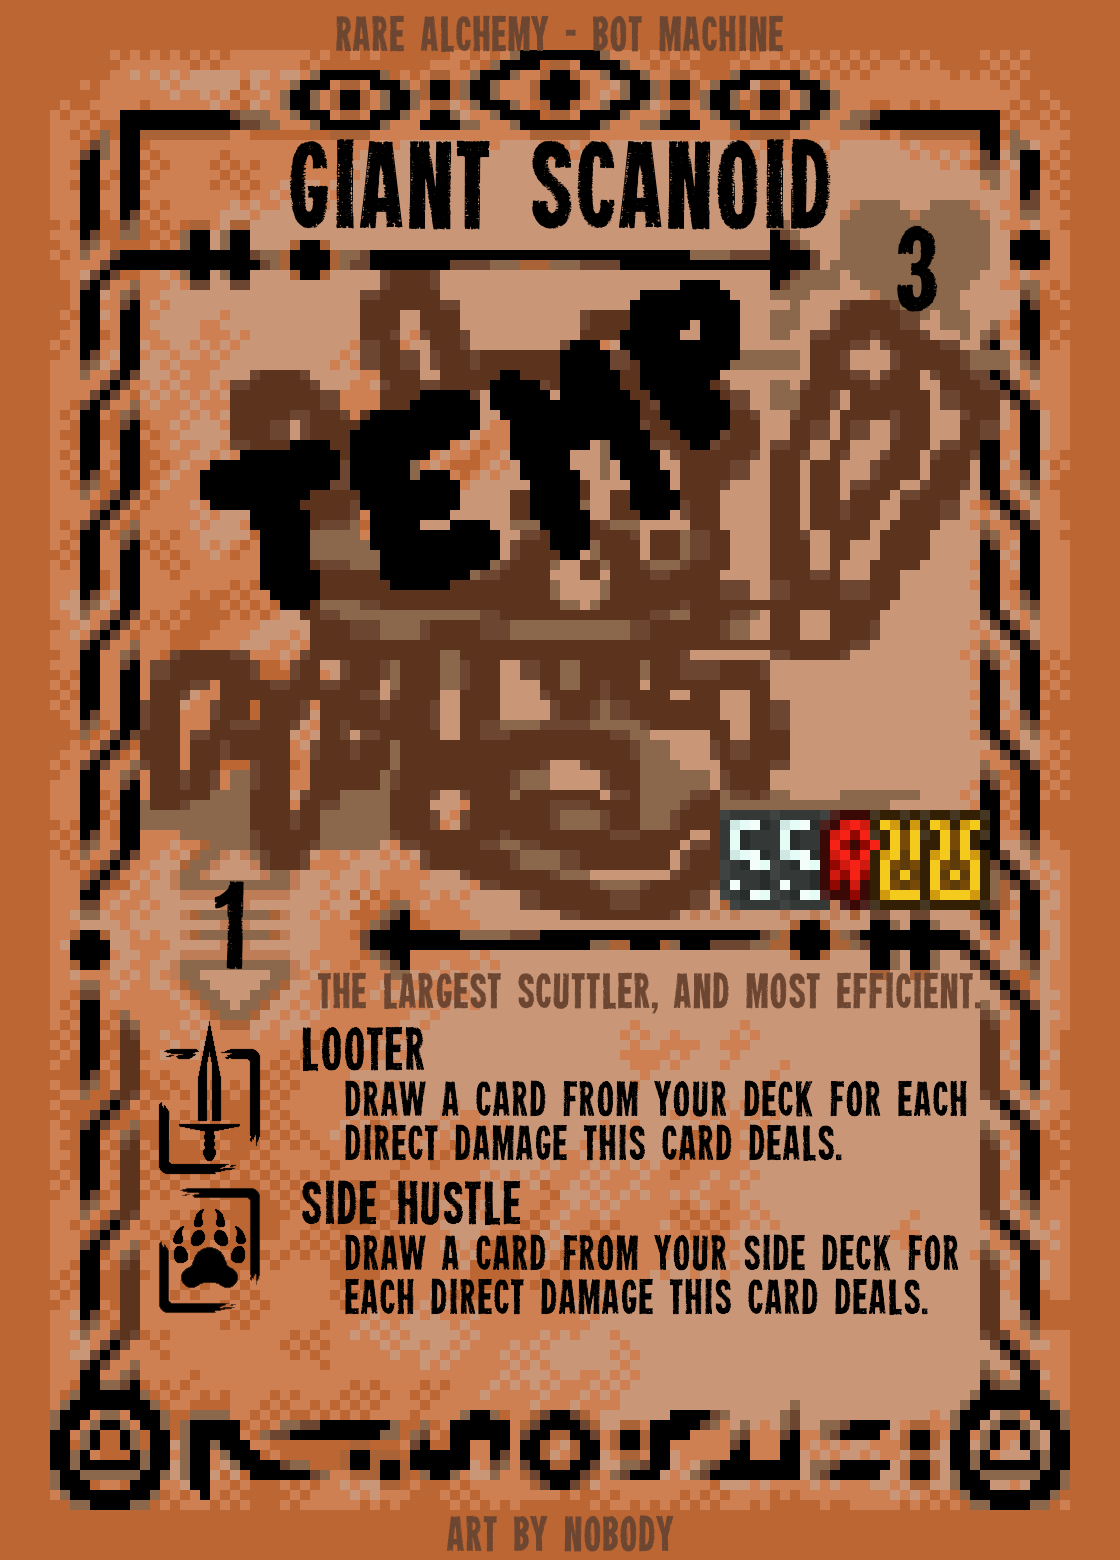 RARE ALCHEMY - BOT MACHINE
GIANT SCANOID
3
TEMP
1
THE LARGEST SCUTTLER, AND MOST EFFICIENT.
LOOTER
DRAW A CARD FROM YOUR DECK FOR EACH
DIRECT DAMAGE THIS CARD DEALS.
SIDE HUSTLE
DRAW A CARD FROM YOUR SIDE DECK FOR
EACH DIRECT DAMAGE THIS CARD DEALS.
ART BY NOBODY